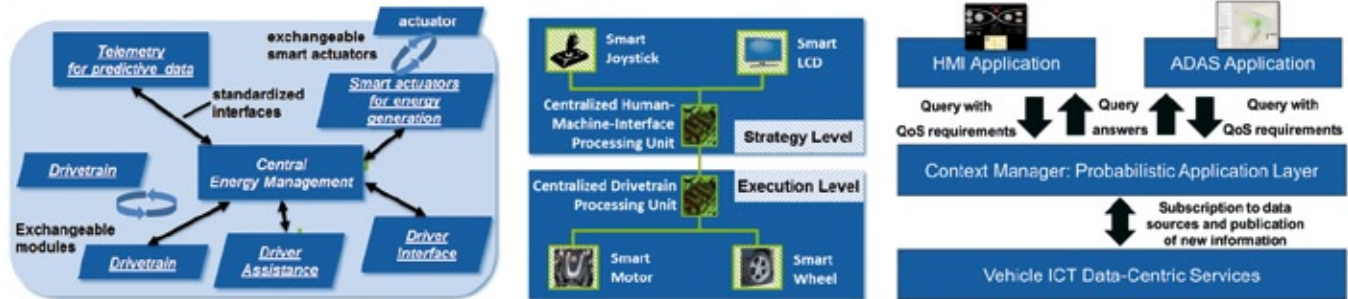 actuator
exchangeable
smart actuators
Telemetry
for predictive data
standardized
interfaces
Smart actuators
for energy
generation
Central
Energy Management
Drivetrain
Exchangeable
modules
Drivetrain
Driver
Assistance
Driver
Interface
Smart
Joystick
Smart
LCD
Centralized Human-
Machine-Interface
Processing Unit
Strategy Level
Centralized Drivetrain
Processing Unit
Execution Level
Smart
Motor
Smart
Wheel
HMI Application
ADAS Application
Query with
QoS requirements
Query
answers
Query with
QoS requirements
Context Manager: Probabilistic Application Layer
Subscription to data
sources and publication
of new information
Vehicle ICT Data-Centric Services